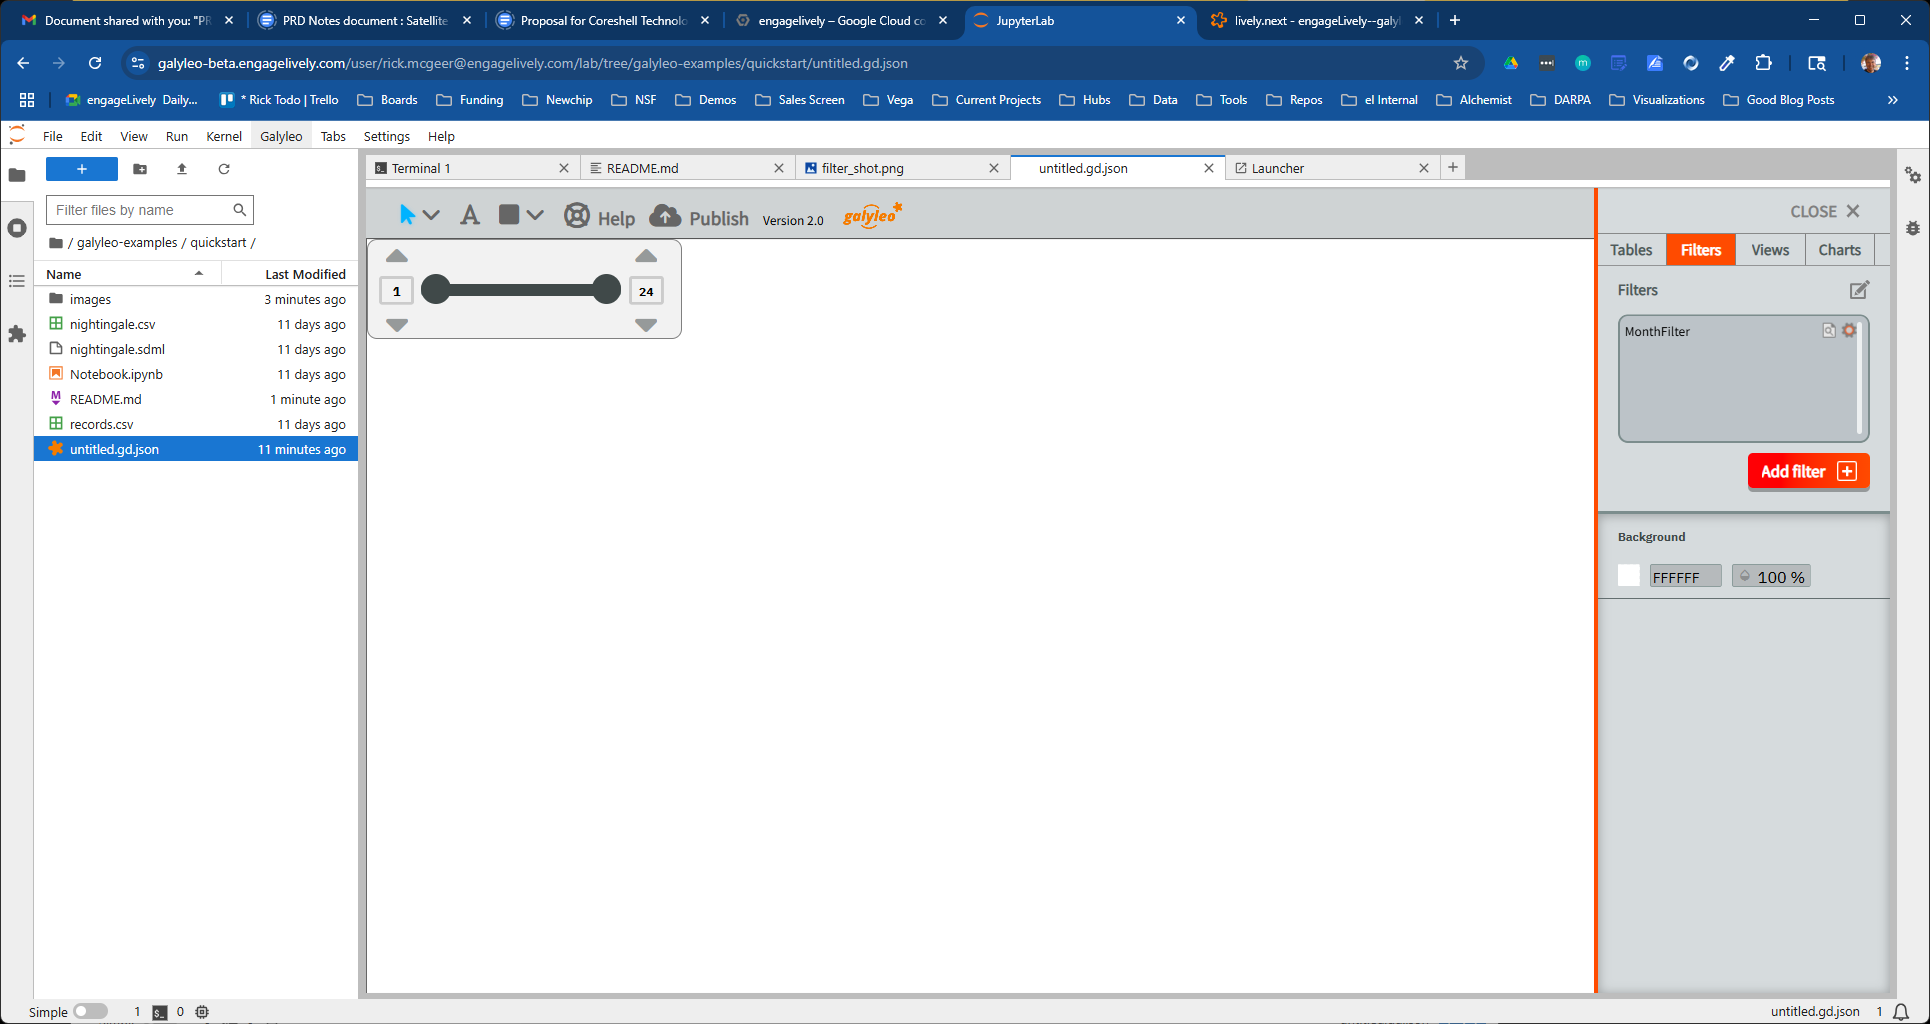 Document shared with you: "PR
PRD Notes document : Satellite
Proposal for Coreshell Technolo
engagelively – Google Cloud co
JupyterLab
lively.next - engageLively--galyl
galyleo-beta.engagelively.com/user/rick.mcgeer@engagelively.com/lab/tree/galyleo-examples/quickstart/untitled.gd.json
engageLively Daily...
* Rick Todo | Trello
Boards
Funding
Newchip
NSF
Demos
Sales Screen
Vega
Current Projects
Hubs
Data
Tools
Repos
el Internal
Alchemist
DARPA
Visualizations
Good Blog Posts
File Edit View Run Kernel Galyleo Tabs Settings Help
Filter files by name
/ galyleo-examples / quickstart /
Name Last Modified
images 3 minutes ago
nightingale.csv 11 days ago
nightingale.sdml 11 days ago
Notebook.ipynb 11 days ago
README.md 1 minute ago
records.csv 11 days ago
untitled.gd.json 11 minutes ago
Terminal 1
README.md
filter_shot.png
untitled.gd.json
Launcher
Help
Publish
Version 2.0
galyleo
1
24
CLOSE
Tables Filters Views Charts
Filters
MonthFilter
Add filter
Background
FFFFFF 100 %
Simple 1 0
untitled.gd.json 1